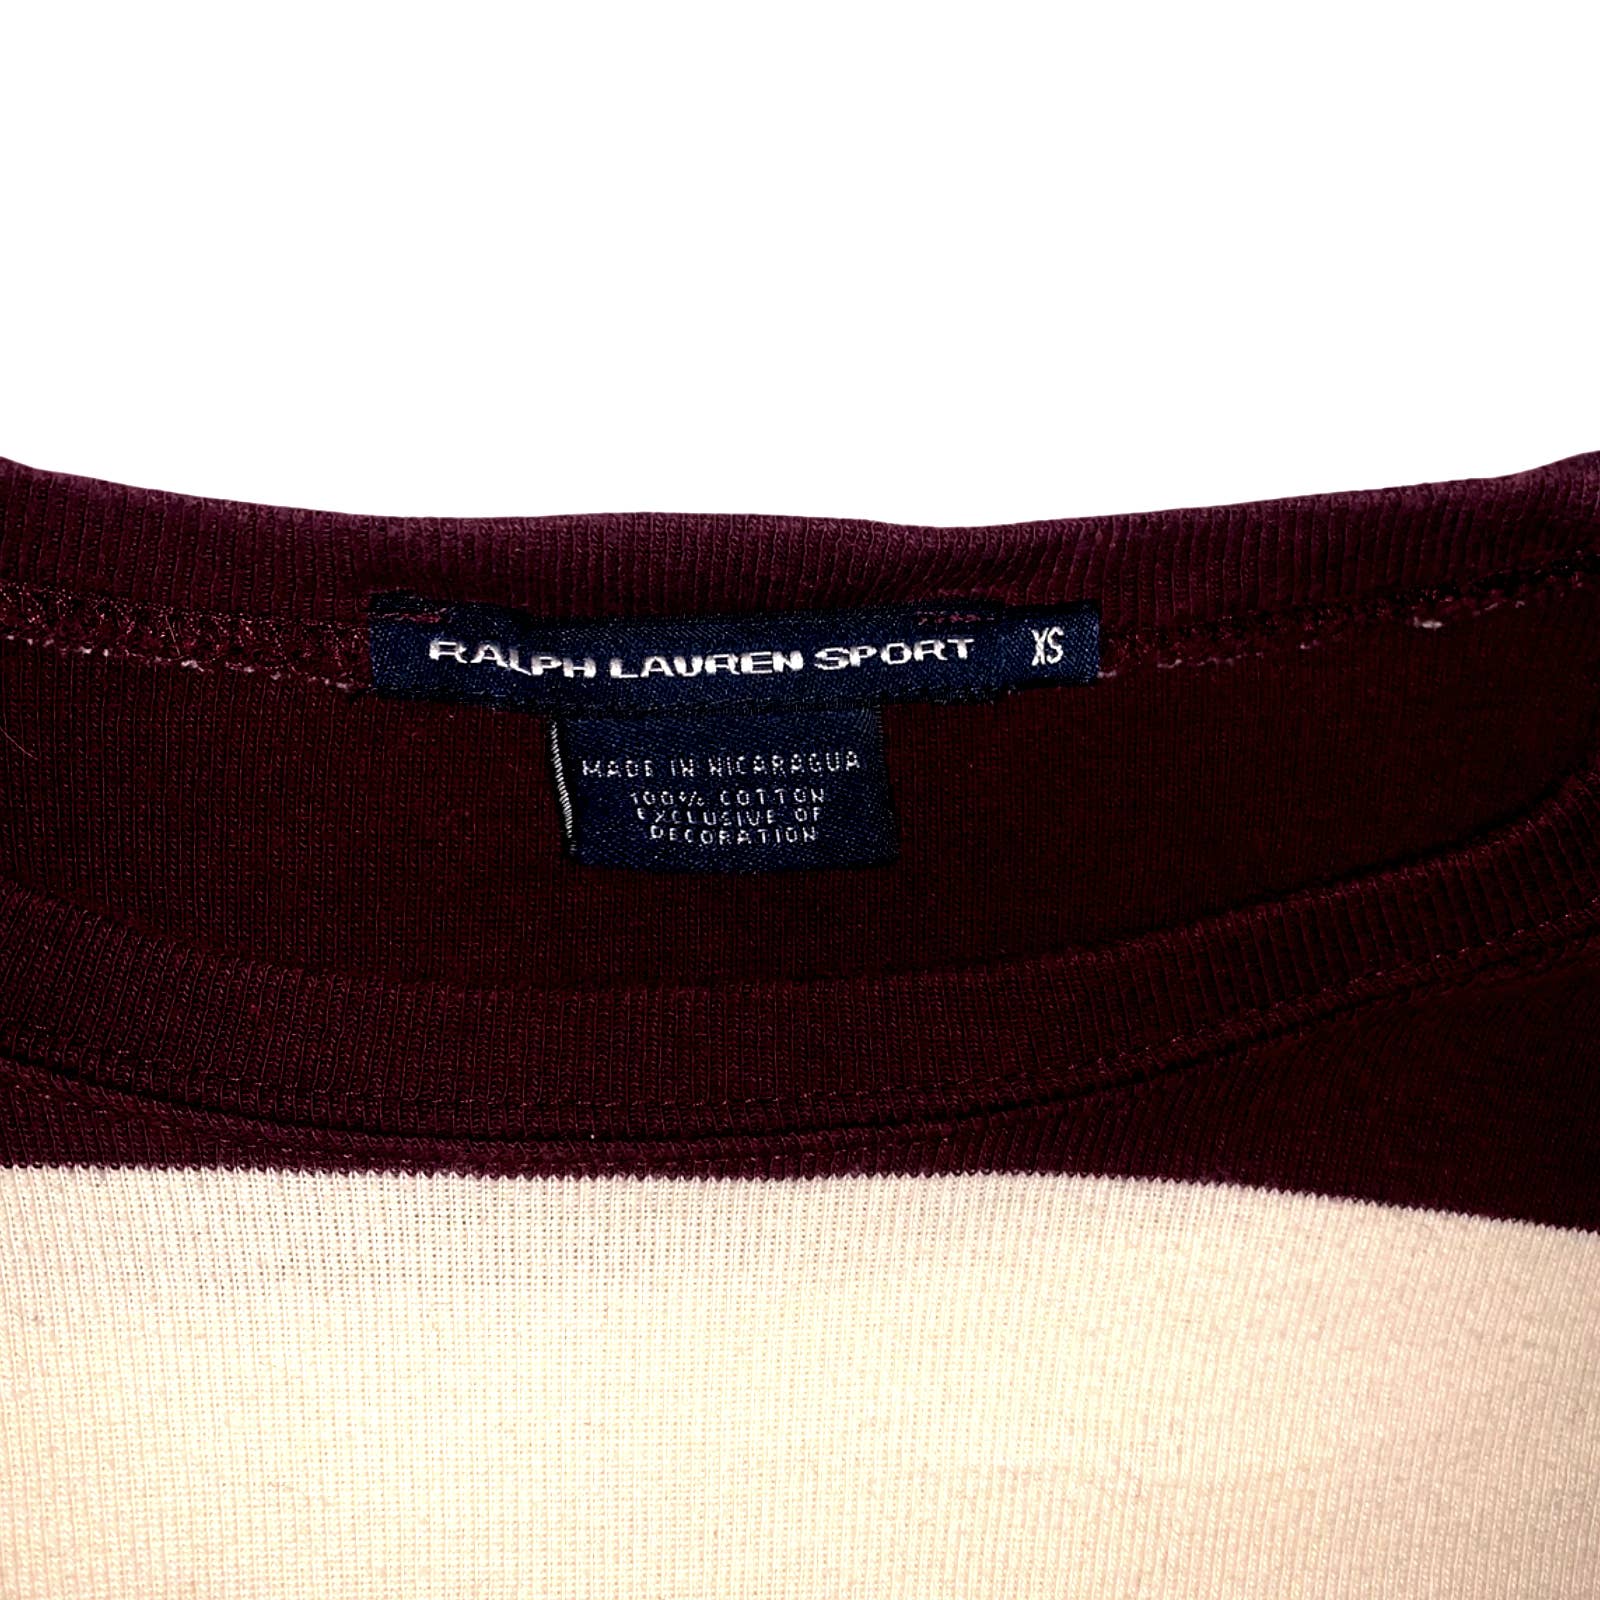 RALPH LAUREN SPORT XS
MADE IN NICARAGUA
100% COTTON
EXCLUSIVE OF
DECORATION